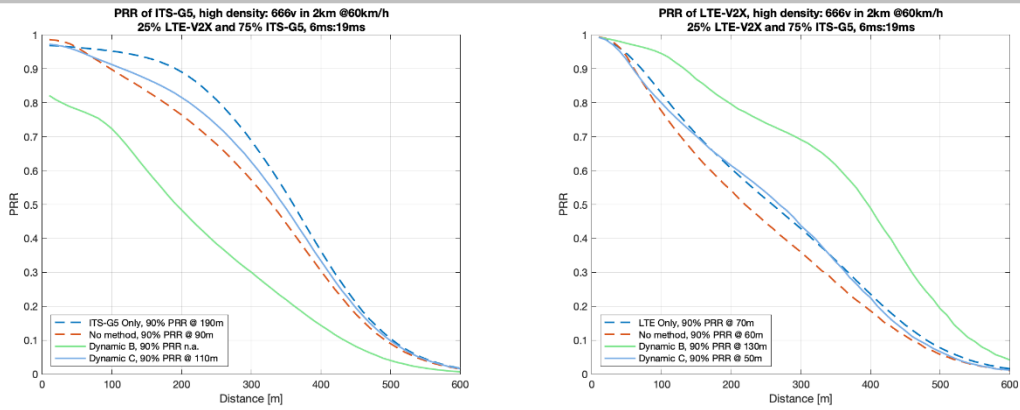 PRR of ITS-G5, high density: 666v in 2km @60km/h
25% LTE-V2X and 75% ITS-G5, 6ms:19ms
PRR
1
0.9
0.8
0.7
0.6
0.5
0.4
0.3
0.2
0.1
0
ITS-G5 Only, 90% PRR @ 190m
No method, 90% PRR @ 90m
Dynamic B, 90% PRR n.a.
Dynamic C, 90% PRR @ 110m
0 100 200 300 400 500 600
Distance [m]
PRR of LTE-V2X, high density: 666v in 2km @60km/h
25% LTE-V2X and 75% ITS-G5, 6ms:19ms
PRR
1
0.9
0.8
0.7
0.6
0.5
0.4
0.3
0.2
0.1
0
LTE Only, 90% PRR @ 70m
No method, 90% PRR @ 60m
Dynamic B, 90% PRR @ 130m
Dynamic C, 90% PRR @ 50m
0 100 200 300 400 500 600
Distance [m]